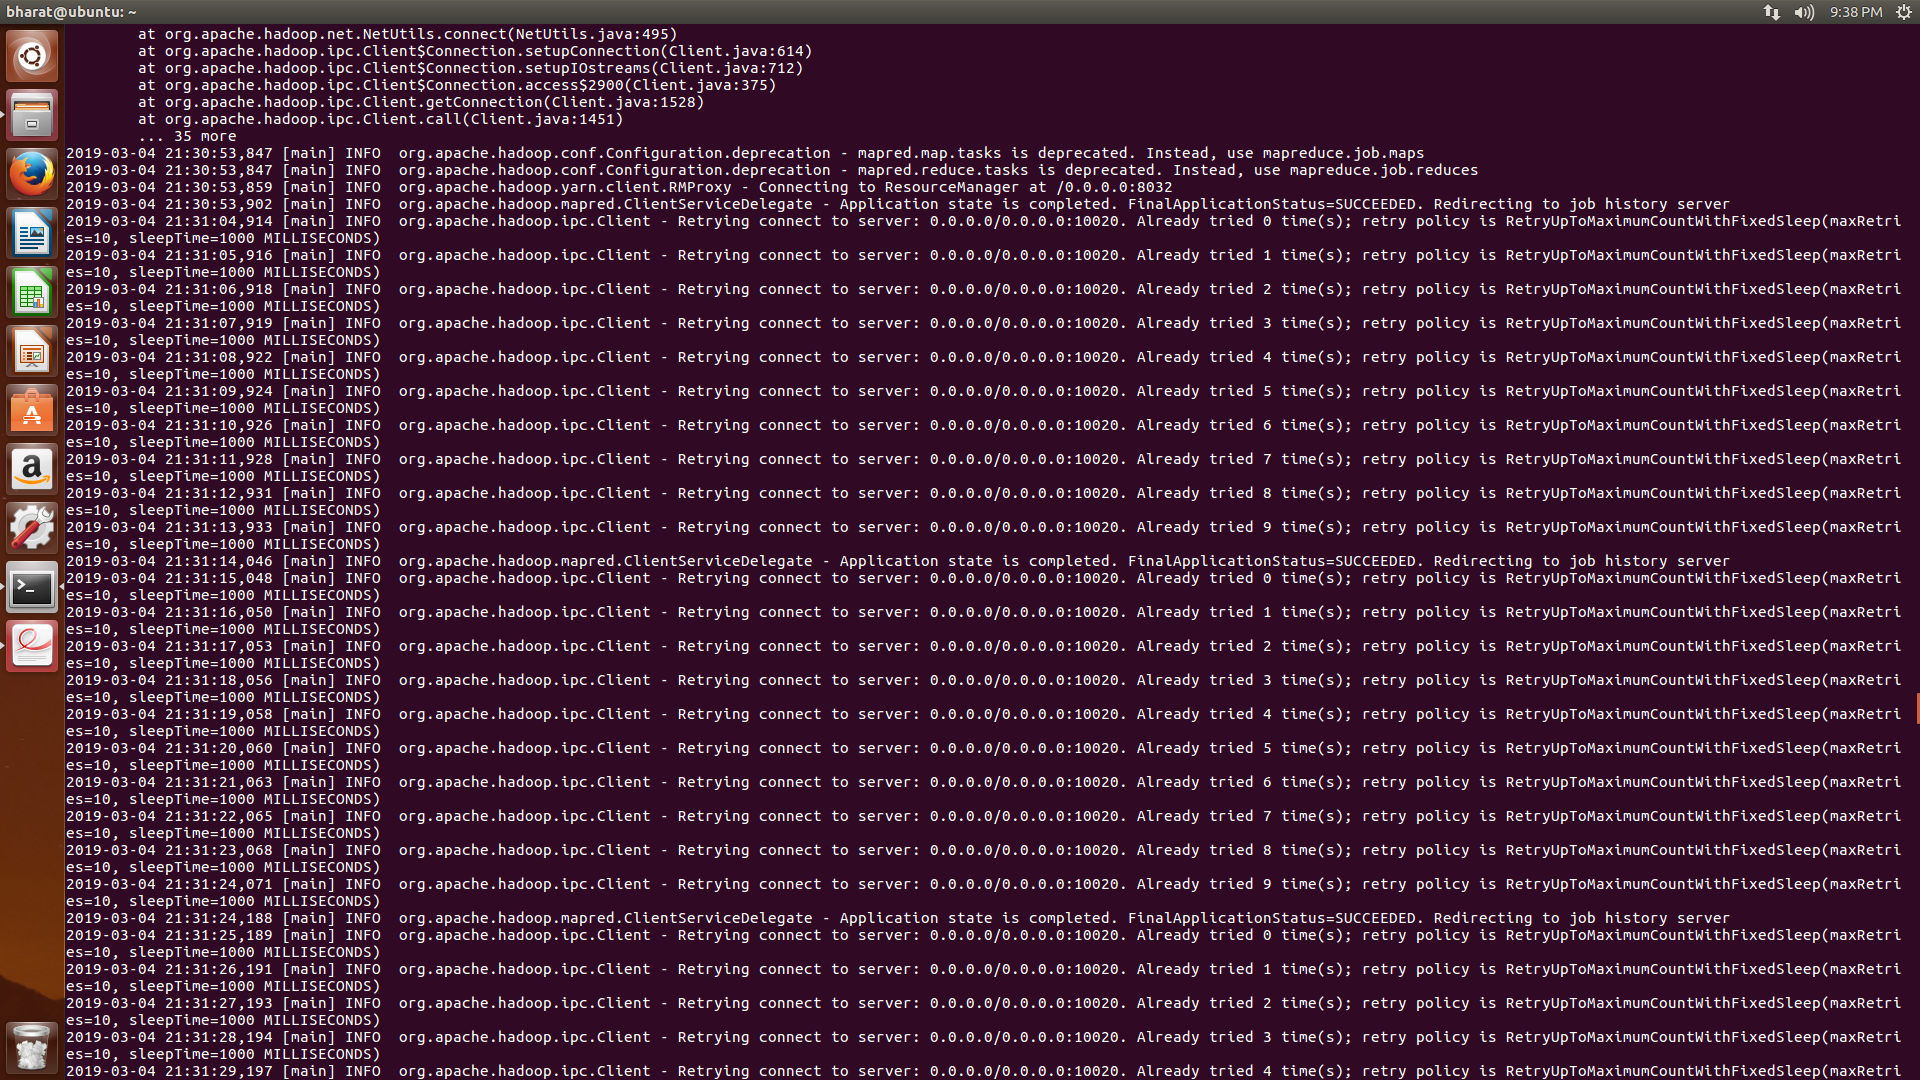 bharat@ubuntu: ~
9:38 PM
at org.apache.hadoop.net.NetUtils.connect(NetUtils.java:495)
at org.apache.hadoop.ipc.Client$Connection.setupConnection(Client.java:614)
at org.apache.hadoop.ipc.Client$Connection.setupIOstreams(Client.java:712)
at org.apache.hadoop.ipc.Client$Connection.access$2900(Client.java:375)
at org.apache.hadoop.ipc.Client.getConnection(Client.java:1528)
at org.apache.hadoop.ipc.Client.call(Client.java:1451)
... 35 more
2019-03-04 21:30:53,847 [main] INFO  org.apache.hadoop.conf.Configuration.deprecation - mapred.map.tasks is deprecated. Instead, use mapreduce.job.maps
2019-03-04 21:30:53,847 [main] INFO  org.apache.hadoop.conf.Configuration.deprecation - mapred.reduce.tasks is deprecated. Instead, use mapreduce.job.reduces
2019-03-04 21:30:53,859 [main] INFO  org.apache.hadoop.yarn.client.RMProxy - Connecting to ResourceManager at /0.0.0.0:8032
2019-03-04 21:30:53,902 [main] INFO  org.apache.hadoop.mapred.ClientServiceDelegate - Application state is completed. FinalApplicationStatus=SUCCEEDED. Redirecting to job history server
2019-03-04 21:31:04,914 [main] INFO  org.apache.hadoop.ipc.Client - Retrying connect to server: 0.0.0.0/0.0.0.0:10020. Already tried 0 time(s); retry policy is RetryUpToMaximumCountWithFixedSleep(maxRetri
es=10, sleepTime=1000 MILLISECONDS)
2019-03-04 21:31:05,916 [main] INFO  org.apache.hadoop.ipc.Client - Retrying connect to server: 0.0.0.0/0.0.0.0:10020. Already tried 1 time(s); retry policy is RetryUpToMaximumCountWithFixedSleep(maxRetri
es=10, sleepTime=1000 MILLISECONDS)
2019-03-04 21:31:06,918 [main] INFO  org.apache.hadoop.ipc.Client - Retrying connect to server: 0.0.0.0/0.0.0.0:10020. Already tried 2 time(s); retry policy is RetryUpToMaximumCountWithFixedSleep(maxRetri
es=10, sleepTime=1000 MILLISECONDS)
2019-03-04 21:31:07,919 [main] INFO  org.apache.hadoop.ipc.Client - Retrying connect to server: 0.0.0.0/0.0.0.0:10020. Already tried 3 time(s); retry policy is RetryUpToMaximumCountWithFixedSleep(maxRetri
es=10, sleepTime=1000 MILLISECONDS)
2019-03-04 21:31:08,922 [main] INFO  org.apache.hadoop.ipc.Client - Retrying connect to server: 0.0.0.0/0.0.0.0:10020. Already tried 4 time(s); retry policy is RetryUpToMaximumCountWithFixedSleep(maxRetri
es=10, sleepTime=1000 MILLISECONDS)
2019-03-04 21:31:09,924 [main] INFO  org.apache.hadoop.ipc.Client - Retrying connect to server: 0.0.0.0/0.0.0.0:10020. Already tried 5 time(s); retry policy is RetryUpToMaximumCountWithFixedSleep(maxRetri
es=10, sleepTime=1000 MILLISECONDS)
2019-03-04 21:31:10,926 [main] INFO  org.apache.hadoop.ipc.Client - Retrying connect to server: 0.0.0.0/0.0.0.0:10020. Already tried 6 time(s); retry policy is RetryUpToMaximumCountWithFixedSleep(maxRetri
es=10, sleepTime=1000 MILLISECONDS)
2019-03-04 21:31:11,928 [main] INFO  org.apache.hadoop.ipc.Client - Retrying connect to server: 0.0.0.0/0.0.0.0:10020. Already tried 7 time(s); retry policy is RetryUpToMaximumCountWithFixedSleep(maxRetri
es=10, sleepTime=1000 MILLISECONDS)
2019-03-04 21:31:12,931 [main] INFO  org.apache.hadoop.ipc.Client - Retrying connect to server: 0.0.0.0/0.0.0.0:10020. Already tried 8 time(s); retry policy is RetryUpToMaximumCountWithFixedSleep(maxRetri
es=10, sleepTime=1000 MILLISECONDS)
2019-03-04 21:31:13,933 [main] INFO  org.apache.hadoop.ipc.Client - Retrying connect to server: 0.0.0.0/0.0.0.0:10020. Already tried 9 time(s); retry policy is RetryUpToMaximumCountWithFixedSleep(maxRetri
es=10, sleepTime=1000 MILLISECONDS)
2019-03-04 21:31:14,046 [main] INFO  org.apache.hadoop.mapred.ClientServiceDelegate - Application state is completed. FinalApplicationStatus=SUCCEEDED. Redirecting to job history server
2019-03-04 21:31:15,048 [main] INFO  org.apache.hadoop.ipc.Client - Retrying connect to server: 0.0.0.0/0.0.0.0:10020. Already tried 0 time(s); retry policy is RetryUpToMaximumCountWithFixedSleep(maxRetri
es=10, sleepTime=1000 MILLISECONDS)
2019-03-04 21:31:16,050 [main] INFO  org.apache.hadoop.ipc.Client - Retrying connect to server: 0.0.0.0/0.0.0.0:10020. Already tried 1 time(s); retry policy is RetryUpToMaximumCountWithFixedSleep(maxRetri
es=10, sleepTime=1000 MILLISECONDS)
2019-03-04 21:31:17,053 [main] INFO  org.apache.hadoop.ipc.Client - Retrying connect to server: 0.0.0.0/0.0.0.0:10020. Already tried 2 time(s); retry policy is RetryUpToMaximumCountWithFixedSleep(maxRetri
es=10, sleepTime=1000 MILLISECONDS)
2019-03-04 21:31:18,056 [main] INFO  org.apache.hadoop.ipc.Client - Retrying connect to server: 0.0.0.0/0.0.0.0:10020. Already tried 3 time(s); retry policy is RetryUpToMaximumCountWithFixedSleep(maxRetri
es=10, sleepTime=1000 MILLISECONDS)
2019-03-04 21:31:19,058 [main] INFO  org.apache.hadoop.ipc.Client - Retrying connect to server: 0.0.0.0/0.0.0.0:10020. Already tried 4 time(s); retry policy is RetryUpToMaximumCountWithFixedSleep(maxRetri
es=10, sleepTime=1000 MILLISECONDS)
2019-03-04 21:31:20,060 [main] INFO  org.apache.hadoop.ipc.Client - Retrying connect to server: 0.0.0.0/0.0.0.0:10020. Already tried 5 time(s); retry policy is RetryUpToMaximumCountWithFixedSleep(maxRetri
es=10, sleepTime=1000 MILLISECONDS)
2019-03-04 21:31:21,063 [main] INFO  org.apache.hadoop.ipc.Client - Retrying connect to server: 0.0.0.0/0.0.0.0:10020. Already tried 6 time(s); retry policy is RetryUpToMaximumCountWithFixedSleep(maxRetri
es=10, sleepTime=1000 MILLISECONDS)
2019-03-04 21:31:22,065 [main] INFO  org.apache.hadoop.ipc.Client - Retrying connect to server: 0.0.0.0/0.0.0.0:10020. Already tried 7 time(s); retry policy is RetryUpToMaximumCountWithFixedSleep(maxRetri
es=10, sleepTime=1000 MILLISECONDS)
2019-03-04 21:31:23,068 [main] INFO  org.apache.hadoop.ipc.Client - Retrying connect to server: 0.0.0.0/0.0.0.0:10020. Already tried 8 time(s); retry policy is RetryUpToMaximumCountWithFixedSleep(maxRetri
es=10, sleepTime=1000 MILLISECONDS)
2019-03-04 21:31:24,071 [main] INFO  org.apache.hadoop.ipc.Client - Retrying connect to server: 0.0.0.0/0.0.0.0:10020. Already tried 9 time(s); retry policy is RetryUpToMaximumCountWithFixedSleep(maxRetri
es=10, sleepTime=1000 MILLISECONDS)
2019-03-04 21:31:24,188 [main] INFO  org.apache.hadoop.mapred.ClientServiceDelegate - Application state is completed. FinalApplicationStatus=SUCCEEDED. Redirecting to job history server
2019-03-04 21:31:25,189 [main] INFO  org.apache.hadoop.ipc.Client - Retrying connect to server: 0.0.0.0/0.0.0.0:10020. Already tried 0 time(s); retry policy is RetryUpToMaximumCountWithFixedSleep(maxRetri
es=10, sleepTime=1000 MILLISECONDS)
2019-03-04 21:31:26,191 [main] INFO  org.apache.hadoop.ipc.Client - Retrying connect to server: 0.0.0.0/0.0.0.0:10020. Already tried 1 time(s); retry policy is RetryUpToMaximumCountWithFixedSleep(maxRetri
es=10, sleepTime=1000 MILLISECONDS)
2019-03-04 21:31:27,193 [main] INFO  org.apache.hadoop.ipc.Client - Retrying connect to server: 0.0.0.0/0.0.0.0:10020. Already tried 2 time(s); retry policy is RetryUpToMaximumCountWithFixedSleep(maxRetri
es=10, sleepTime=1000 MILLISECONDS)
2019-03-04 21:31:28,194 [main] INFO  org.apache.hadoop.ipc.Client - Retrying connect to server: 0.0.0.0/0.0.0.0:10020. Already tried 3 time(s); retry policy is RetryUpToMaximumCountWithFixedSleep(maxRetri
es=10, sleepTime=1000 MILLISECONDS)
2019-03-04 21:31:29,197 [main] INFO  org.apache.hadoop.ipc.Client - Retrying connect to server: 0.0.0.0/0.0.0.0:10020. Already tried 4 time(s); retry policy is RetryUpToMaximumCountWithFixedSleep(maxRetri